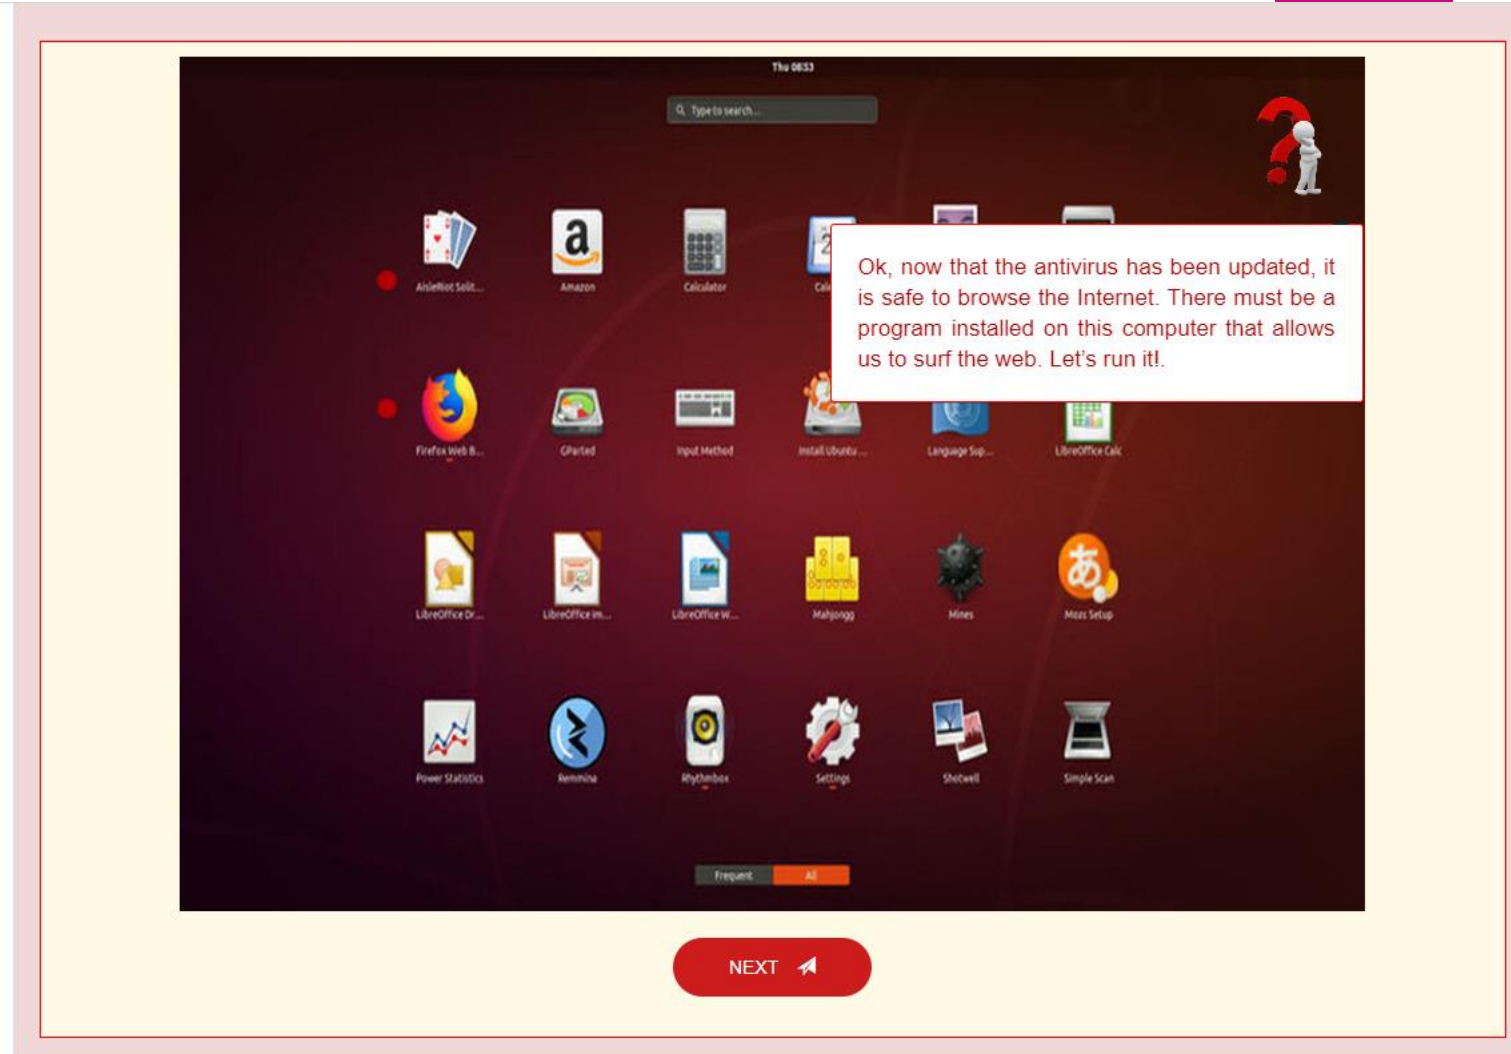 Thu 06:53
Type to search...
AisleRiot Solit...
Amazon
Calculator
Ok, now that the antivirus has been updated, it
is safe to browse the Internet. There must be a
program installed on this computer that allows
us to surf the web. Let's run it!.
Firefox Web B...
GParted
Input Method
Install Ubuntu ...
Language Sup...
LibreOffice Calc
LibreOffice Dr...
LibreOffice Im...
LibreOffice W...
Mahjongg
Mines
Mozc Setup
Power Statistics
Remmina
Rhythmbox
Settings
Shotwell
Simple Scan
Frequent
All
NEXT